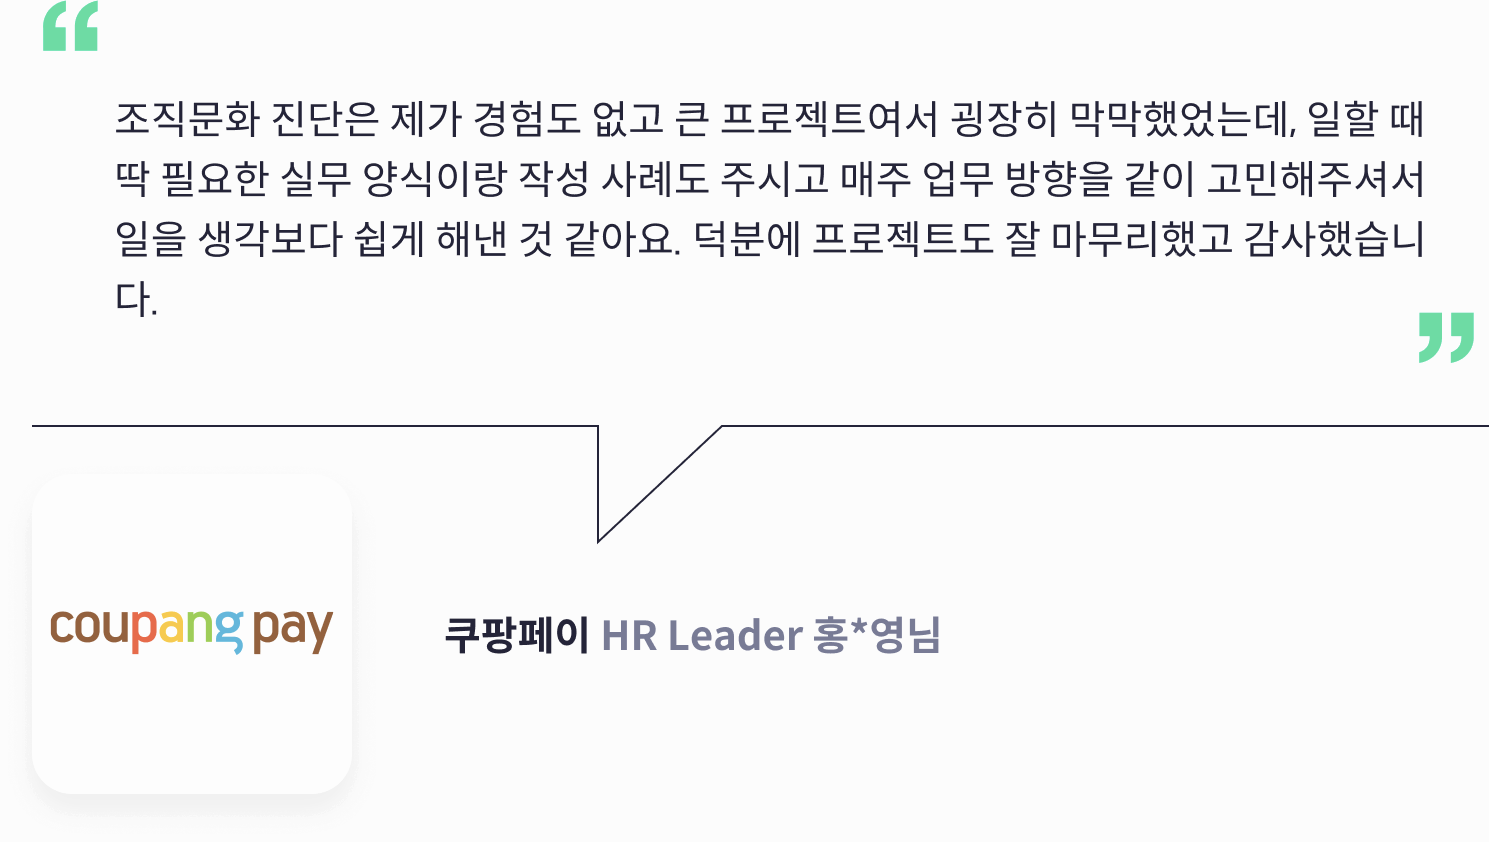 “
조직문화 진단은 제가 경험도 없고 큰 프로젝트여서 굉장히 막막했었는데, 일할 때
딱 필요한 실무 양식이랑 작성 사례도 주시고 매주 업무 방향을 같이 고민해주셔서
일을 생각보다 쉽게 해낸 것 같아요. 덕분에 프로젝트도 잘 마무리했고 감사했습니
다.
”
coupang pay
쿠팡페이 HR Leader 홍*영님